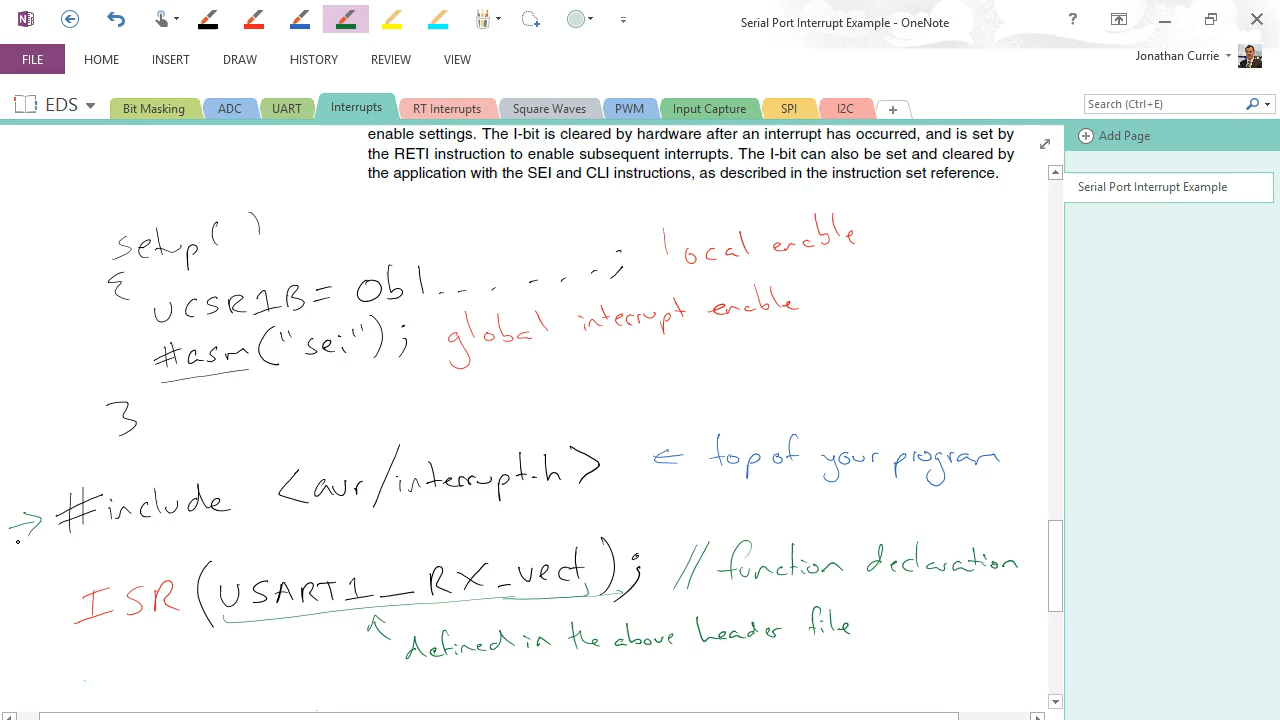 Serial Port Interrupt Example - OneNote
?
Jonathan Currie
FILE HOME INSERT DRAW HISTORY REVIEW VIEW
EDS Bit Masking ADC UART Interrupts RT Interrupts Square Waves PWM Input Capture SPI I2C + Search (Ctrl+E)
Add Page
Serial Port Interrupt Example
enable settings. The I-bit is cleared by hardware after an interrupt has occurred, and is set by
the RETI instruction to enable subsequent interrupts. The I-bit can also be set and cleared by
the application with the SEI and CLI instructions, as described in the instruction set reference.
setup( )
{
UCSR1B = 0b1.......; local enable
#asm("sei"); global interrupt enable
}
#include <avr/interrupt.h> ← top of your program
→
ISR(USART1_RX_vect); // function declaration
↑ defined in the above header file